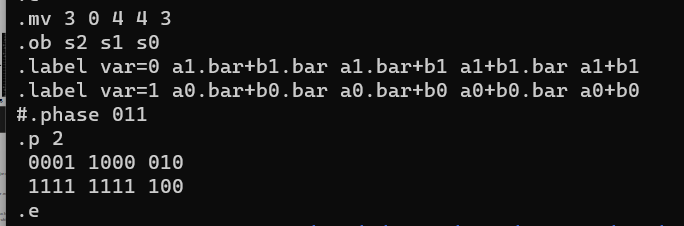 .mv 3 0 4 4 3
.ob s2 s1 s0
.label var=0 a1.bar+b1.bar a1.bar+b1 a1+b1.bar a1+b1
.label var=1 a0.bar+b0.bar a0.bar+b0 a0+b0.bar a0+b0
#.phase 011
.p 2
0001 1000 010
1111 1111 100
.e